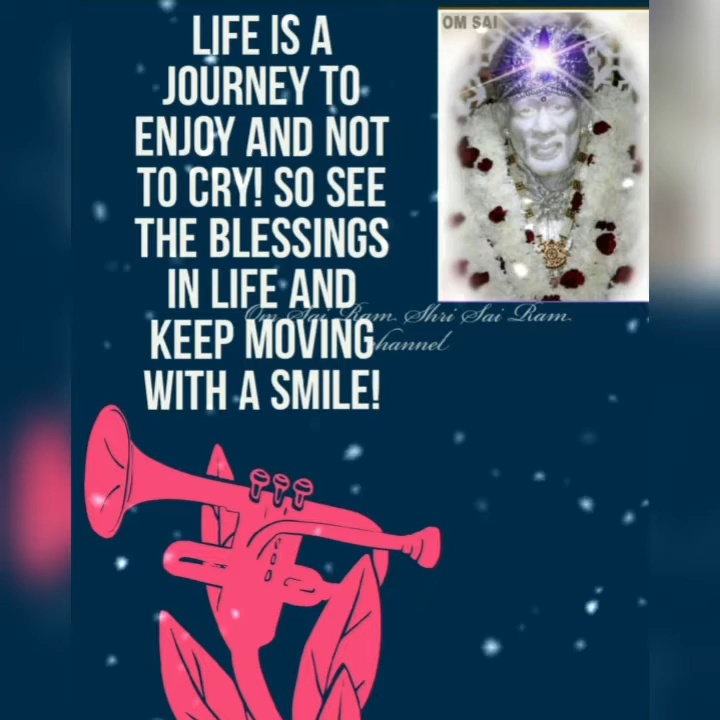 LIFE IS A
JOURNEY TO
ENJOY AND NOT
TO CRY! SO SEE
THE BLESSINGS
IN LIFE AND
KEEP MOVING
WITH A SMILE!
OM SAI
Om Sai Ram Shri Sai Ram
channel